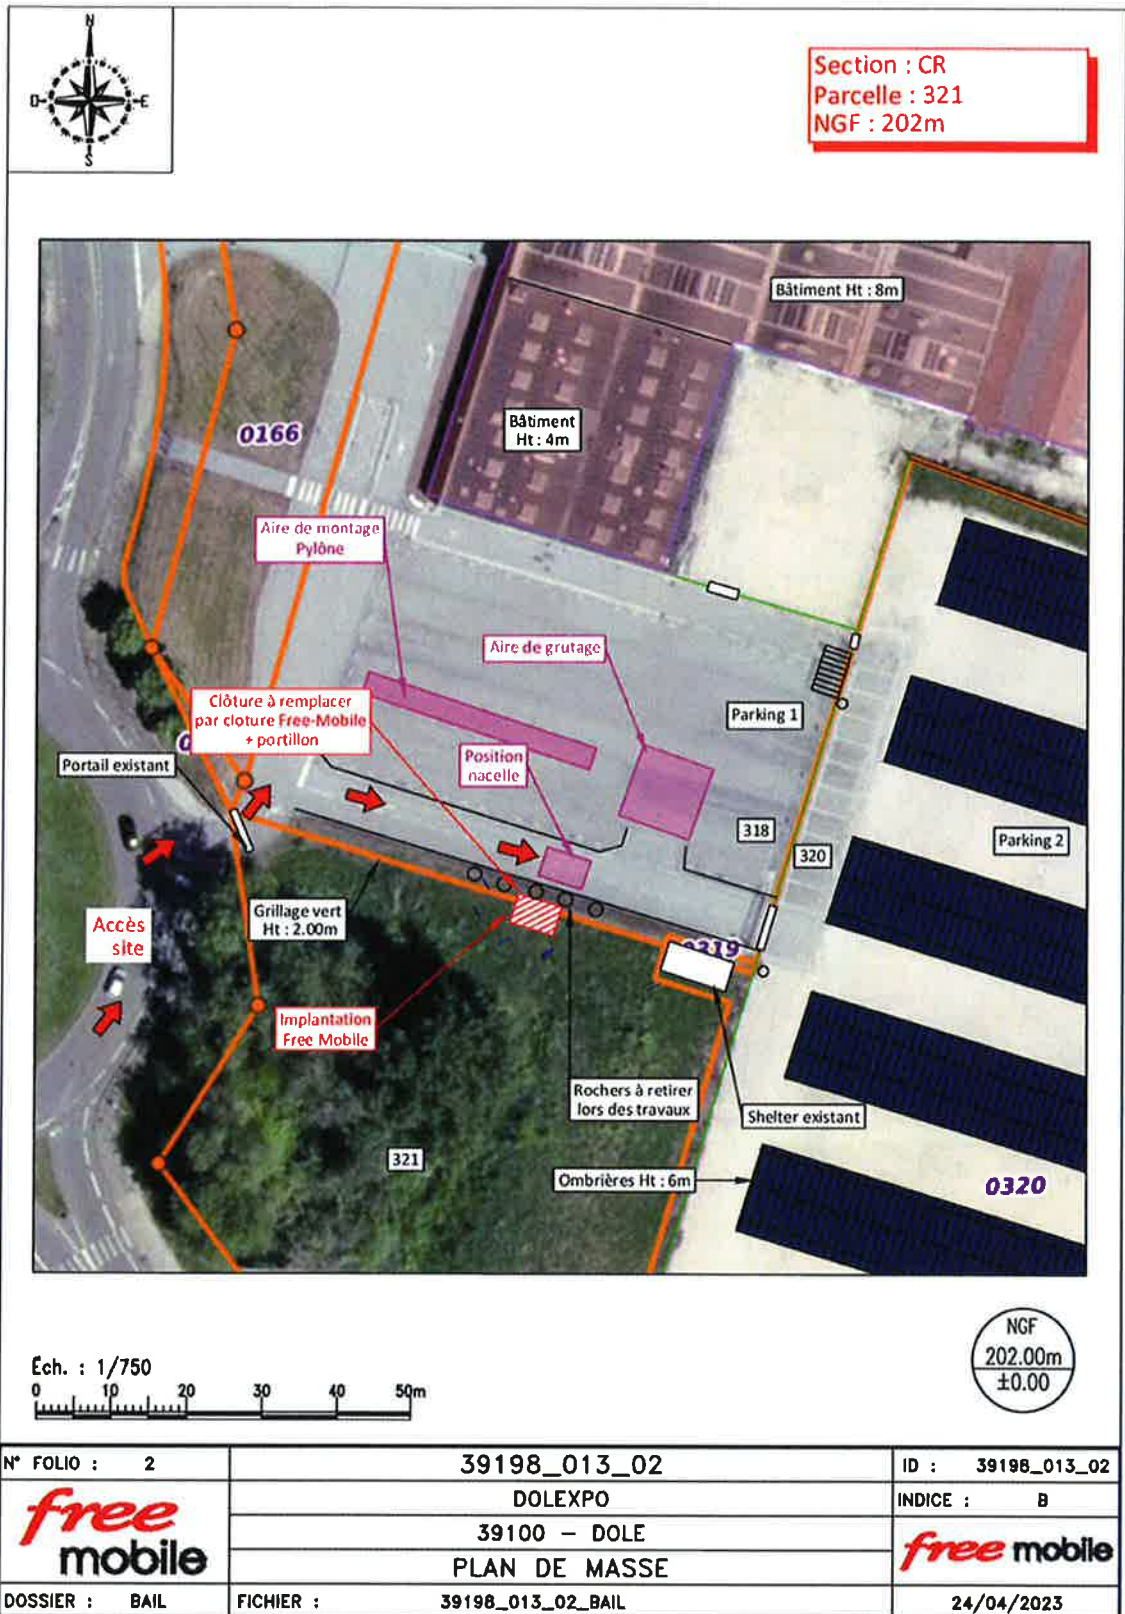 N
O
E
S
Section : CR
Parcelle : 321
NGF : 202m
Bâtiment Ht : 8m
Bâtiment
Ht : 4m
0166
Aire de montage
Pylône
Aire de grutage
Clôture à remplacer
par cloture Free-Mobile
+ portillon
Parking 1
Position
nacelle
Portail existant
318
320
Parking 2
Grillage vert
Ht : 2.00m
Accès
site
0319
Implantation
Free Mobile
Rochers à retirer
lors des travaux
Shelter existant
321
Ombrières Ht : 6m
0320
NGF
202.00m
±0.00
Éch. : 1/750
0 10 20 30 40 50m
N° FOLIO : 2
39198_013_02
ID : 39198_013_02
free
mobile
DOLEXPO
INDICE : B
39100 – DOLE
free mobile
PLAN DE MASSE
DOSSIER : BAIL
FICHIER : 39198_013_02_BAIL
24/04/2023